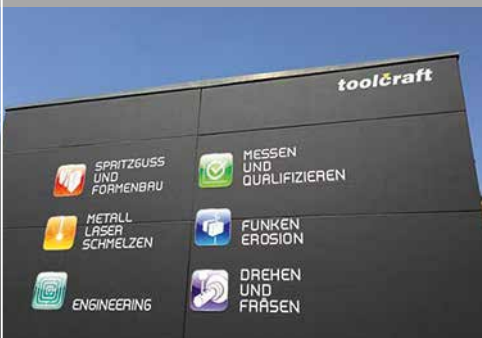 toolcraft
SPRITZGUSS
UND
FORMENBAU
METALL
LASER
SCHMELZEN
ENGINEERING
MESSEN
UND
QUALIFIZIEREN
FUNKEN
EROSION
DREHEN
UND
FRÄSEN